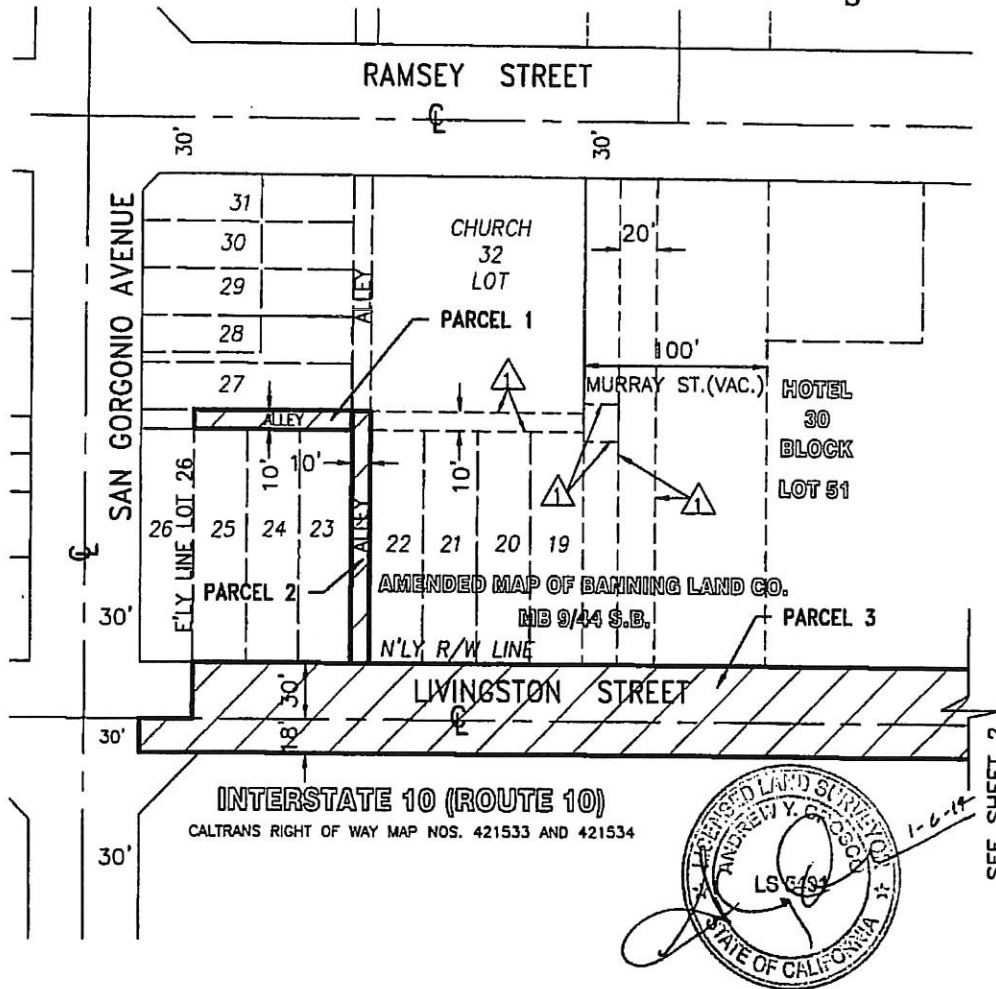 S
RAMSEY STREET
℄
30'
30'
SAN GORGONIO AVENUE
31
30
29
28
27
ALLEY
CHURCH
32
LOT
PARCEL 1
20'
100'
1
MURRAY ST.(VAC.)
HOTEL
30
BLOCK
LOT 51
ALLEY
10'
10'
10'
1
1
℄
26
E'LY LINE LOT 26
25
24
23
ALLEY
22
21
20
19
PARCEL 2
AMENDED MAP OF BANNING LAND CO.
MB 9/44 S.B.
PARCEL 3
30'
N'LY R/W LINE
LIVINGSTON STREET
℄
30'
30'
18'
INTERSTATE 10 (ROUTE 10)
CALTRANS RIGHT OF WAY MAP NOS. 421533 AND 421534
30'
SEE SHEET 2
LICENSED LAND SURVEYOR
ANDREW Y.
LS
STATE OF CALIFORNIA